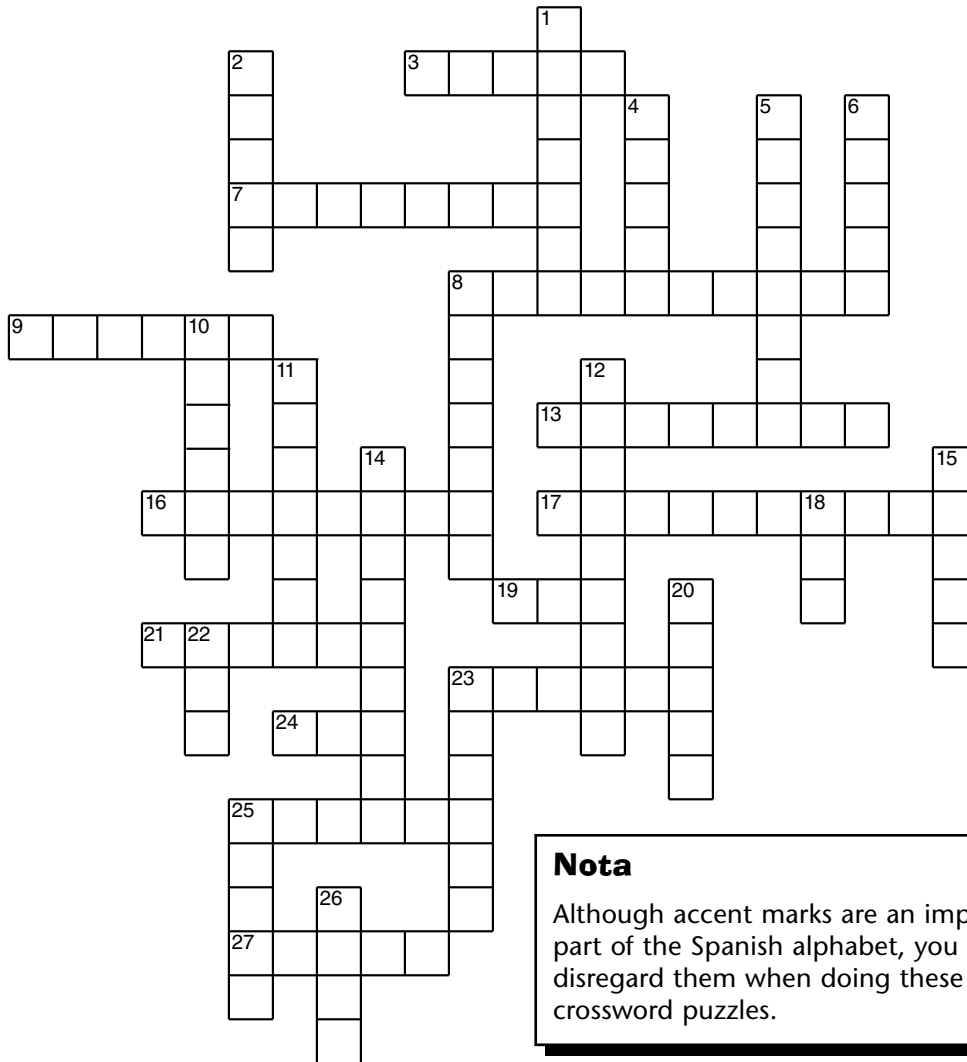 1
2 3
4 5 6
7
8
9 10
11 12
13
14 15
16 17 18
19 20
21 22
23
24
25
Nota
Although accent marks are an imp
26
part of the Spanish alphabet, you
27
disregard them when doing these
crossword puzzles.